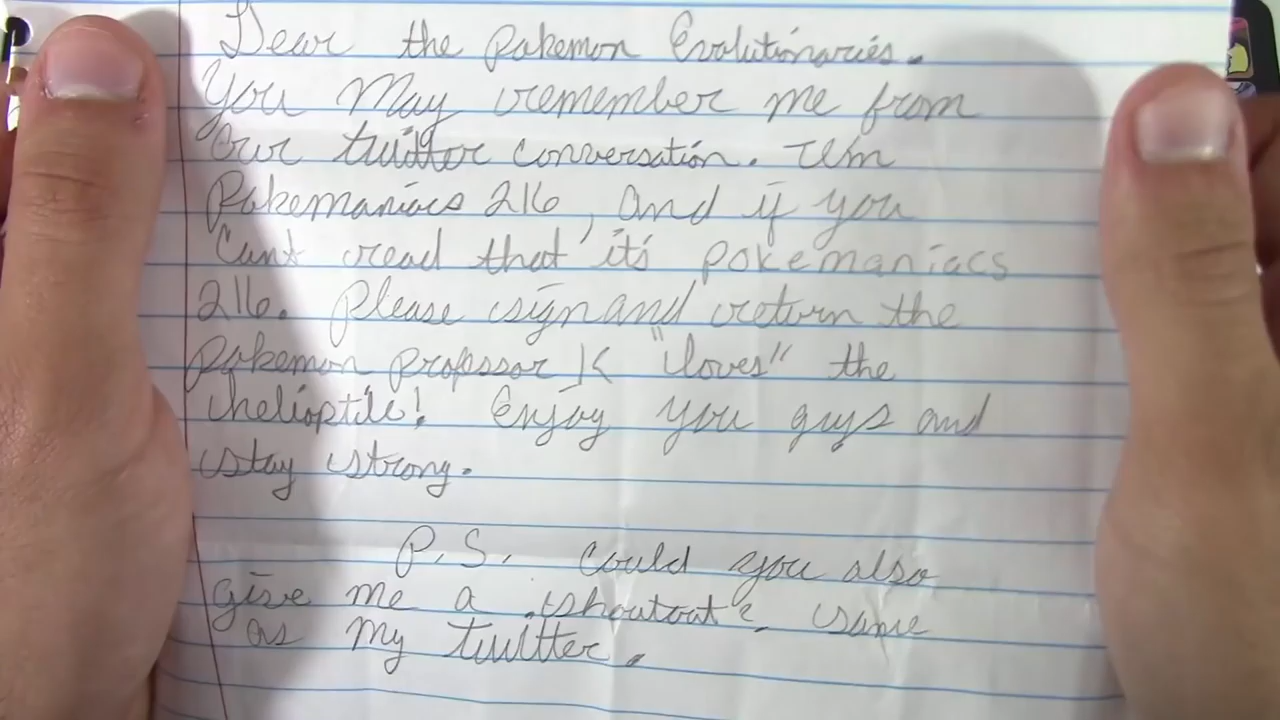 Dear the Pokemon Evolutionaries.
You May remember me from
Our twitter conversation. I'm
Pokemaniacs 216, and if you
Can't read that it's pokemaniacs
216. Please sign and return the
pokemon professor K "loves" the
helioptile! Enjoy you guys and
stay strong.
P.S. Could you also
give me a shoutout? same
as My twitter.